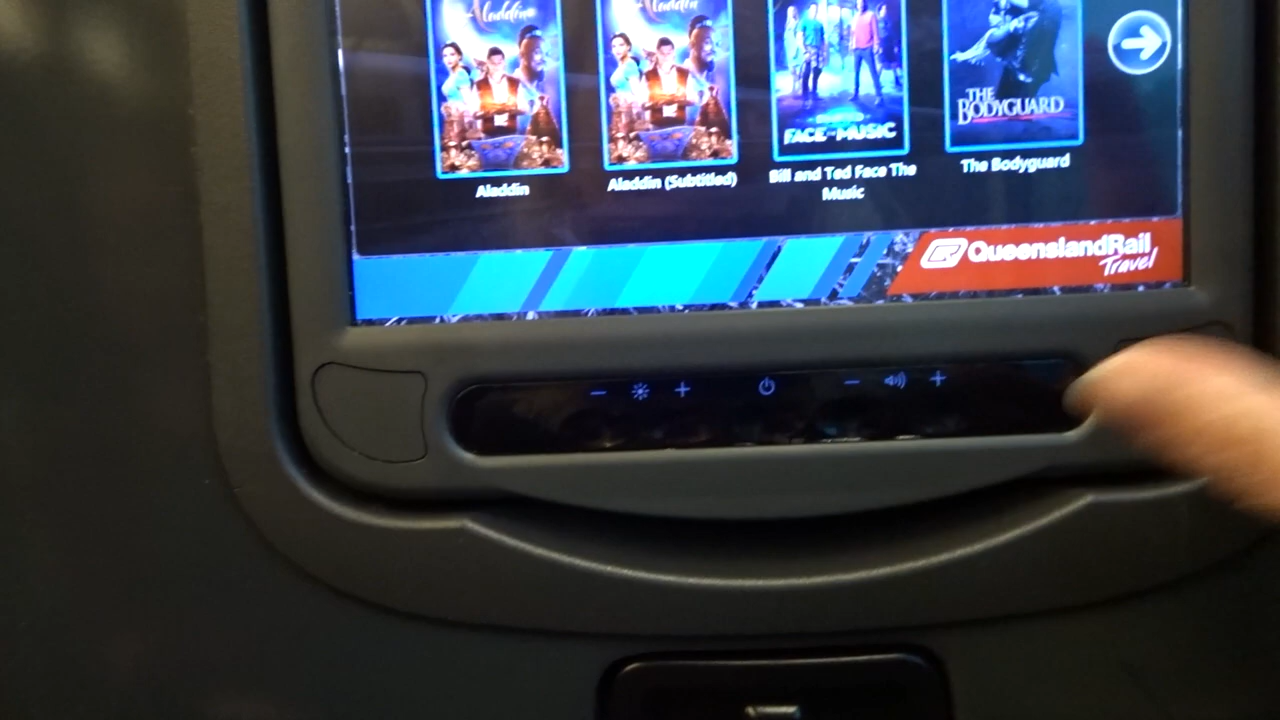 Aladdin
Aladdin
FACE THE MUSIC
THE
BODYGUARD
Aladdin
Aladdin (Subtitled)
Bill and Ted Face The
Music
The Bodyguard
QueenslandRail
Travel